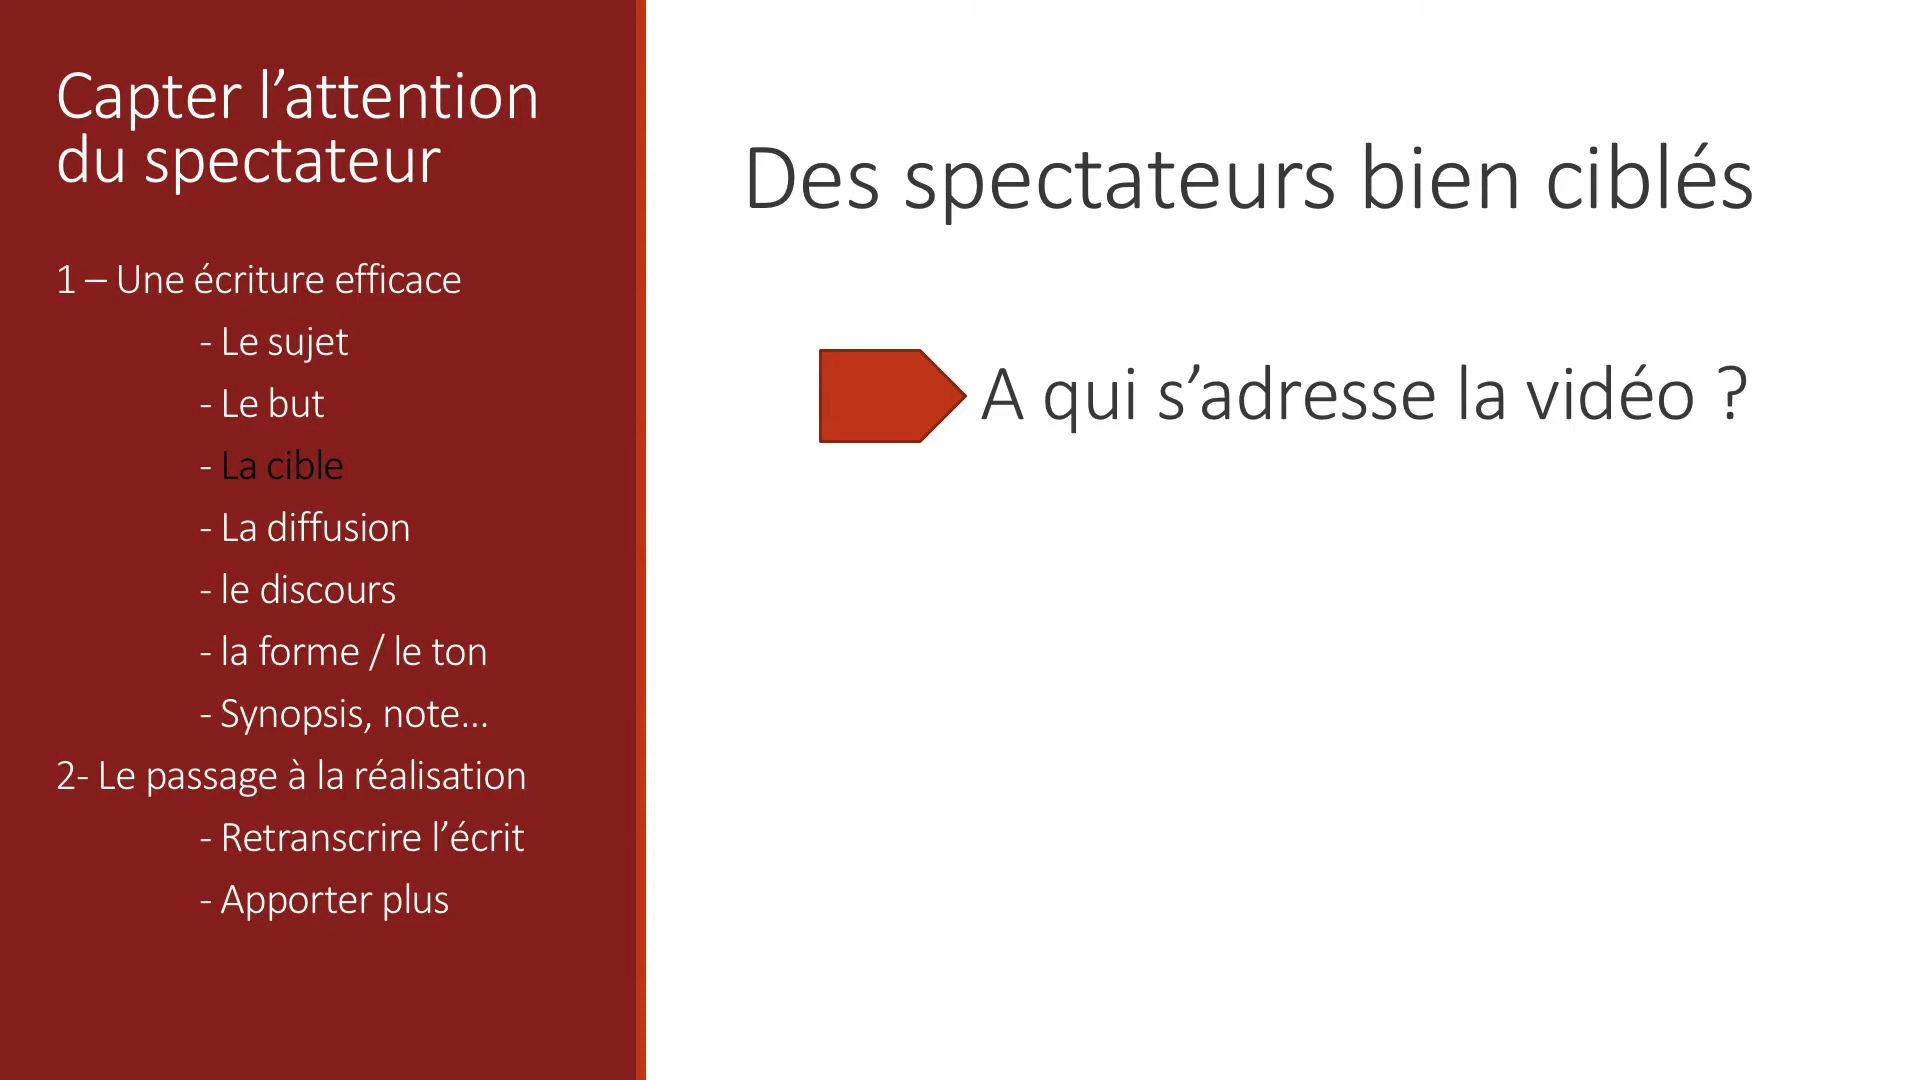 Capter l’attention
du spectateur
1 – Une écriture efficace
- Le sujet
- Le but
- La cible
- La diffusion
- le discours
- la forme / le ton
- Synopsis, note…
2- Le passage à la réalisation
- Retranscrire l’écrit
- Apporter plus
Des spectateurs bien ciblés
A qui s’adresse la vidéo ?